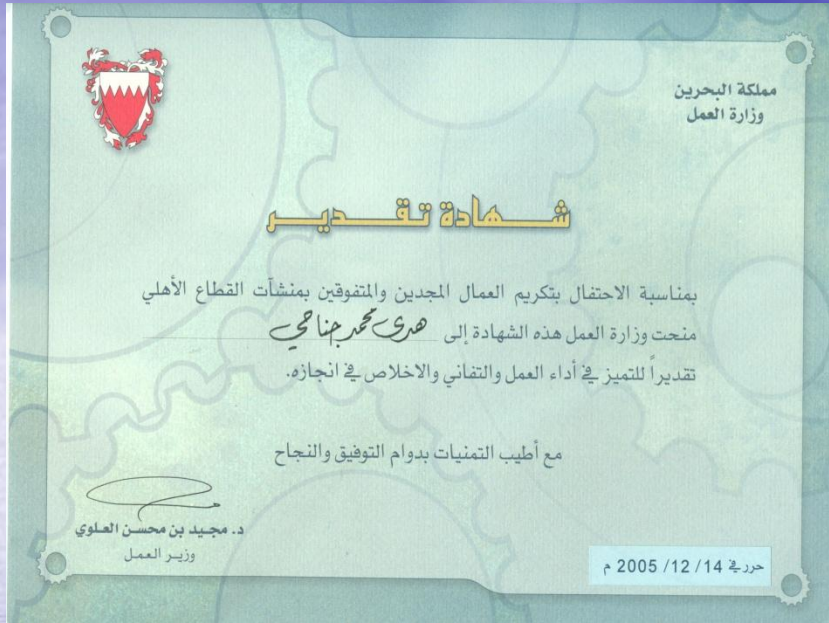 مملكة البحرين
وزارة العمل
شهادة تقدير
بمناسبة الاحتفال بتكريم العمال المجدين والمتفوقين بمنشآت القطاع الأهلي
منحت وزارة العمل هذه الشهادة إلى هدى محمد جناحي
تقديراً للتميز في أداء العمل والتفاني والاخلاص في انجازه.
مع أطيب التمنيات بدوام التوفيق والنجاح
د. مجيد بن محسن العلوي
وزير العمل
حرر في 14 /12 /2005 م